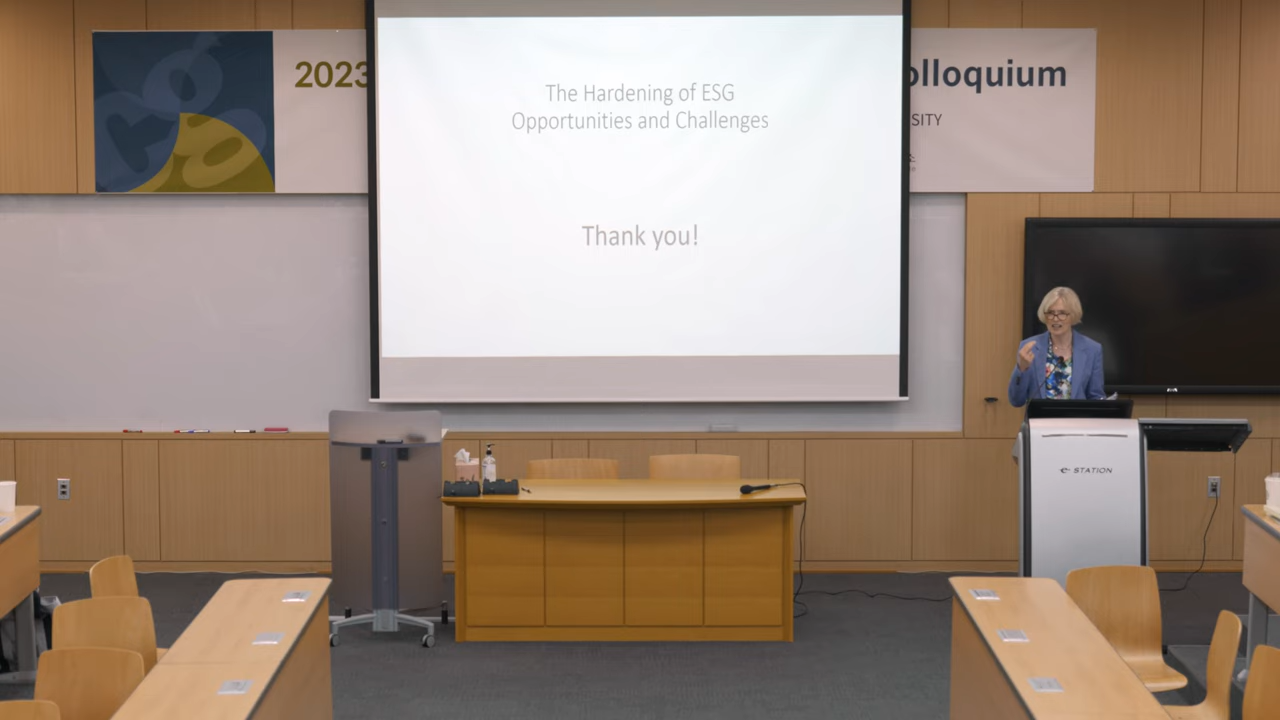 2023
olloquium
SITY
The Hardening of ESG
Opportunities and Challenges
Thank you!
e- STATION